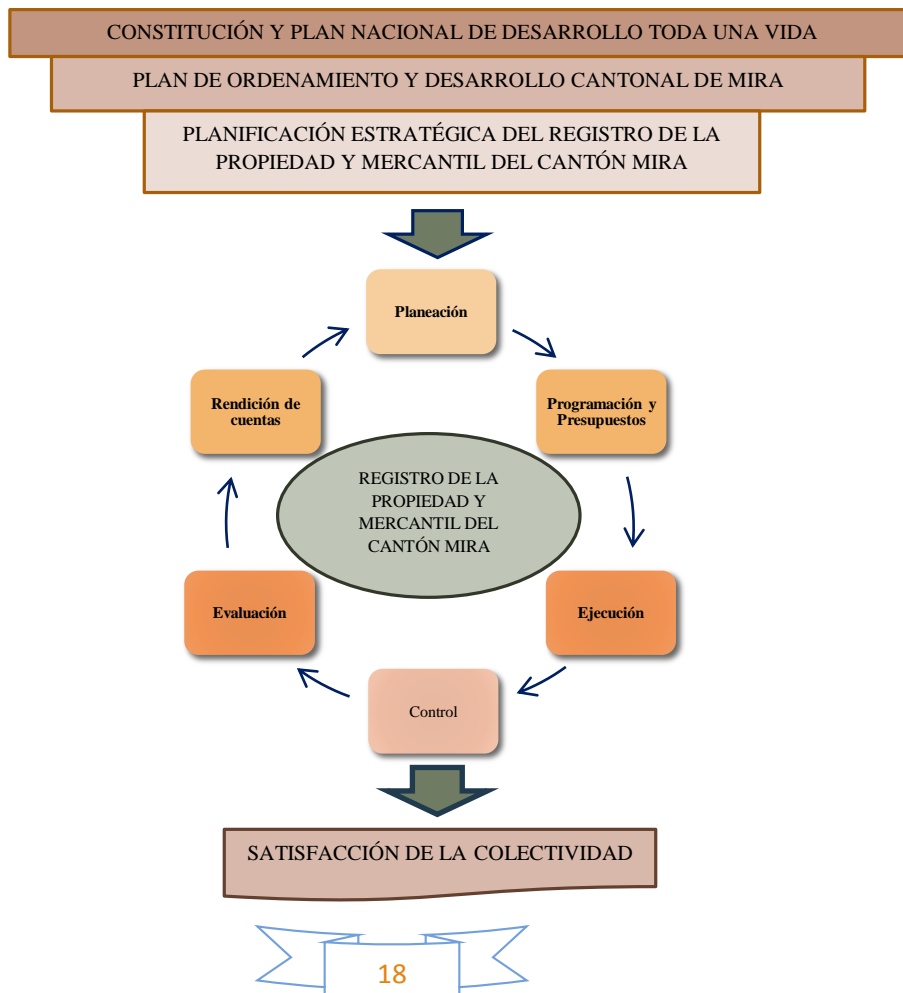 CONSTITUCIÓN Y PLAN NACIONAL DE DESARROLLO TODA UNA VIDA
PLAN DE ORDENAMIENTO Y DESARROLLO CANTONAL DE MIRA
PLANIFICACIÓN ESTRATÉGICA DEL REGISTRO DE LA
PROPIEDAD Y MERCANTIL DEL CANTÓN MIRA
Planeación
Programación y
Presupuestos
Ejecución
Control
Evaluación
Rendición de
cuentas
REGISTRO DE LA
PROPIEDAD Y
MERCANTIL DEL
CANTÓN MIRA
SATISFACCIÓN DE LA COLECTIVIDAD
18